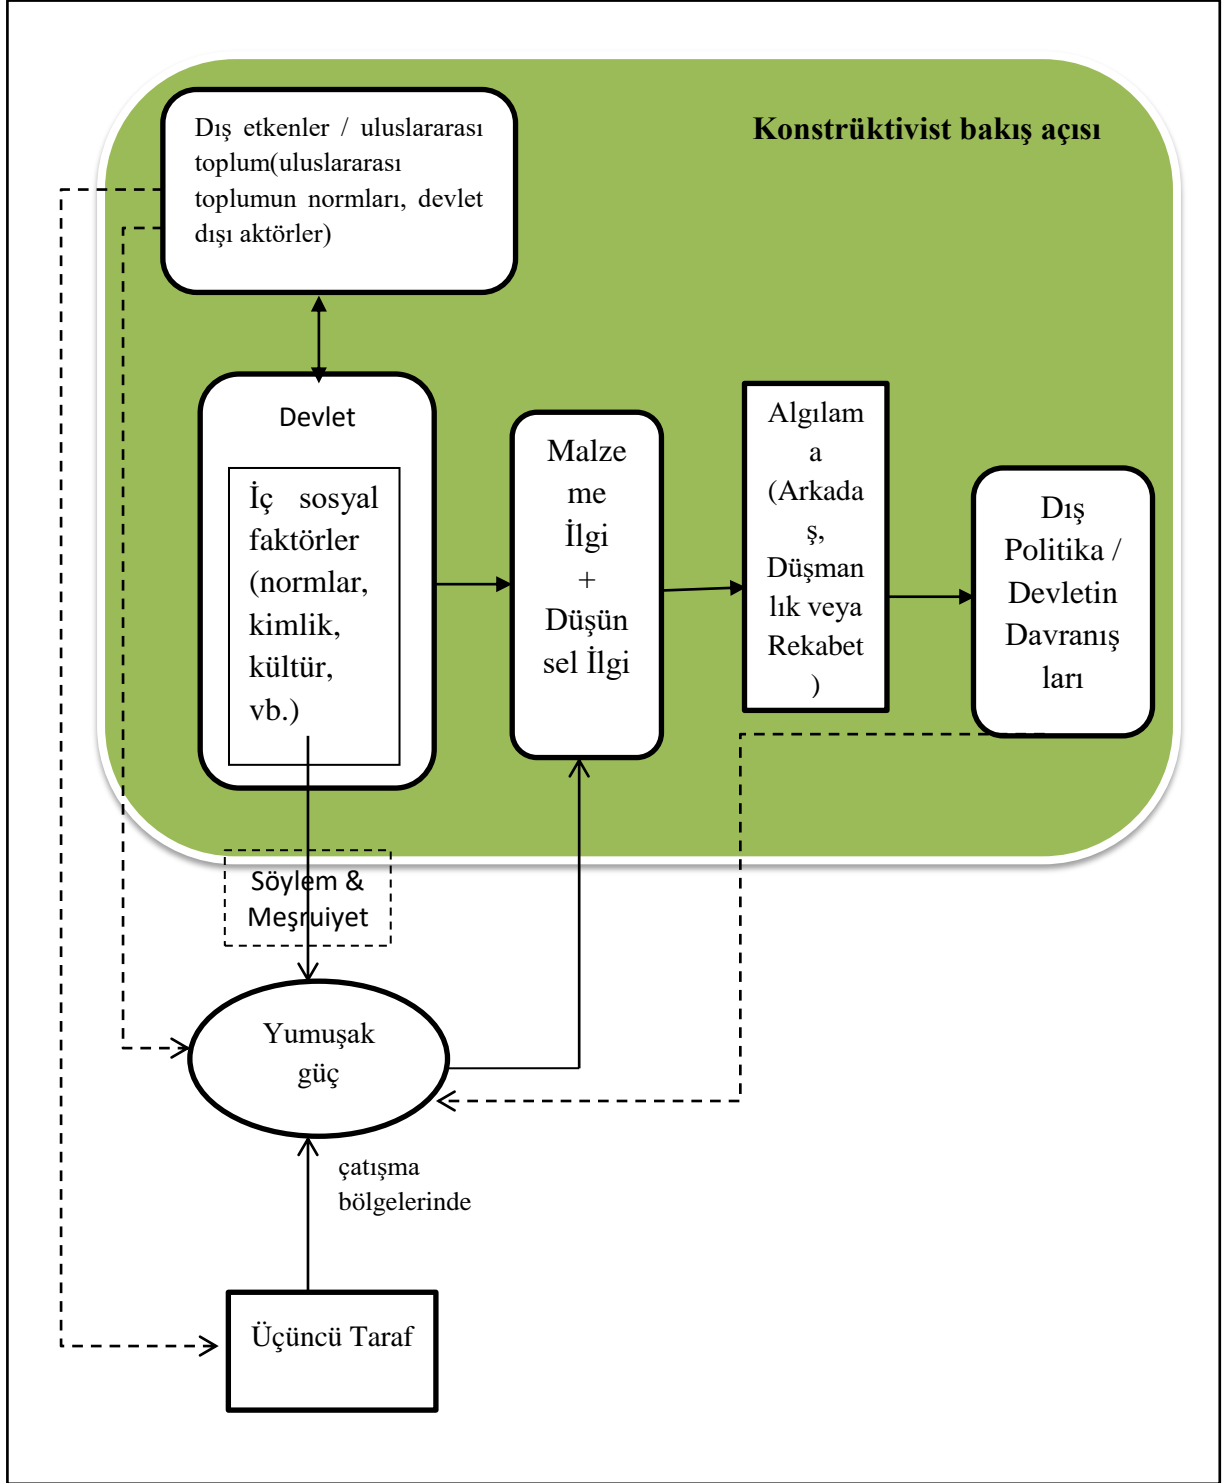 Konstrüktivist bakış açısı
Dış etkenler / uluslararası
toplum(uluslararası
toplumun normları, devlet
dışı aktörler)
Devlet
İç sosyal
faktörler
(normlar,
kimlik,
kültür,
vb.)
Malze
me
İlgi
+
Düşün
sel İlgi
Algılam
a
(Arkada
ş,
Düşman
lık veya
Rekabet
)
Dış
Politika /
Devletin
Davranış
ları
Söylem &
Meşruiyet
Yumuşak
güç
çatışma
bölgelerinde
Üçüncü Taraf